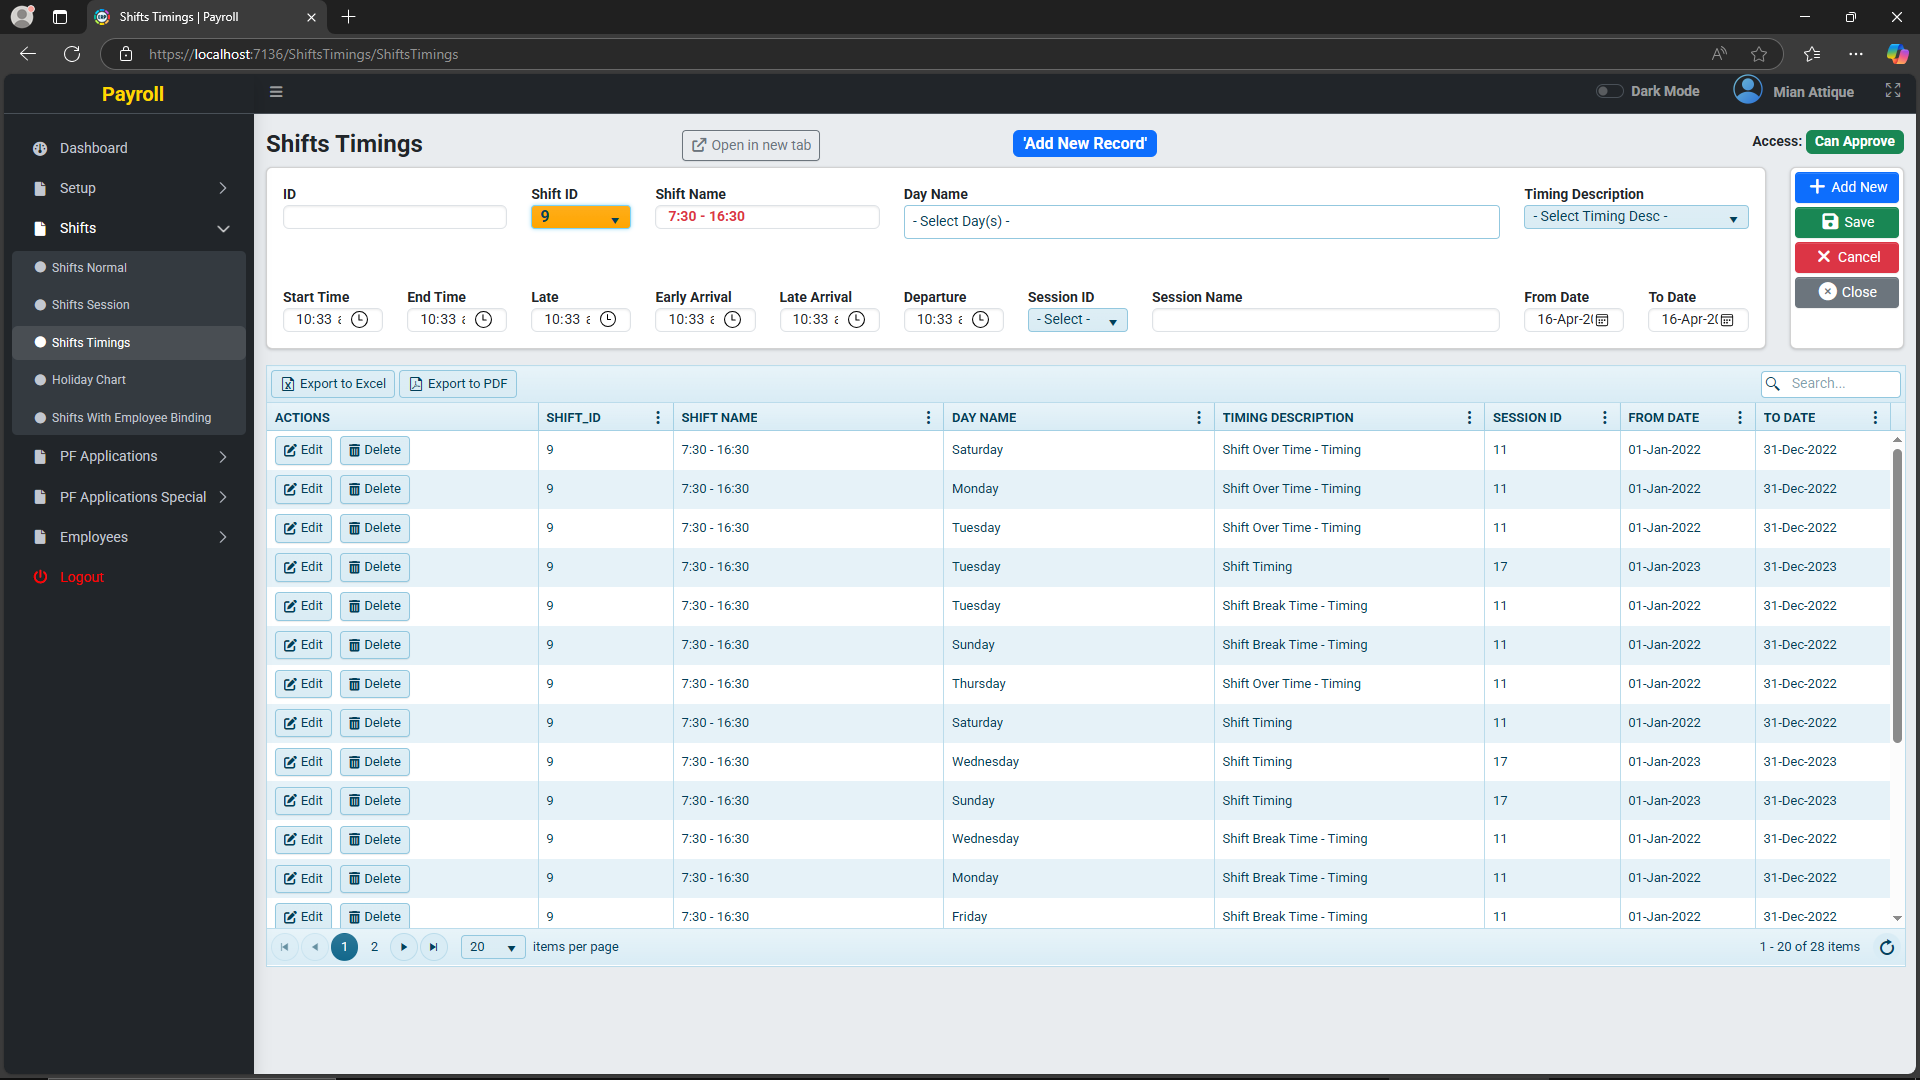 Shifts Timings | Payroll
https://localhost:7136/ShiftsTimings/ShiftsTimings
Payroll
Dark Mode
Mian Attique
Dashboard
Setup
Shifts
Shifts Normal
Shifts Session
Shifts Timings
Holiday Chart
Shifts With Employee Binding
PF Applications
PF Applications Special
Employees
Logout
Shifts Timings
Open in new tab
'Add New Record'
Access: Can Approve
ID
Shift ID
Shift Name
Day Name
Timing Description
9
7:30 - 16:30
- Select Day(s) -
- Select Timing Desc -
Start Time
End Time
Late
Early Arrival
Late Arrival
Departure
Session ID
Session Name
From Date
To Date
10:33
10:33
10:33
10:33
10:33
10:33
- Select -
16-Apr-20
16-Apr-20
Add New
Save
Cancel
Close
Export to Excel
Export to PDF
Search...
ACTIONS SHIFT_ID SHIFT NAME DAY NAME TIMING DESCRIPTION SESSION ID FROM DATE TO DATE
Edit Delete 9 7:30 - 16:30 Saturday Shift Over Time - Timing 11 01-Jan-2022 31-Dec-2022
Edit Delete 9 7:30 - 16:30 Monday Shift Over Time - Timing 11 01-Jan-2022 31-Dec-2022
Edit Delete 9 7:30 - 16:30 Tuesday Shift Over Time - Timing 11 01-Jan-2022 31-Dec-2022
Edit Delete 9 7:30 - 16:30 Tuesday Shift Timing 17 01-Jan-2023 31-Dec-2023
Edit Delete 9 7:30 - 16:30 Tuesday Shift Break Time - Timing 11 01-Jan-2022 31-Dec-2022
Edit Delete 9 7:30 - 16:30 Sunday Shift Break Time - Timing 11 01-Jan-2022 31-Dec-2022
Edit Delete 9 7:30 - 16:30 Thursday Shift Over Time - Timing 11 01-Jan-2022 31-Dec-2022
Edit Delete 9 7:30 - 16:30 Saturday Shift Timing 11 01-Jan-2022 31-Dec-2022
Edit Delete 9 7:30 - 16:30 Wednesday Shift Timing 17 01-Jan-2023 31-Dec-2023
Edit Delete 9 7:30 - 16:30 Sunday Shift Timing 17 01-Jan-2023 31-Dec-2023
Edit Delete 9 7:30 - 16:30 Wednesday Shift Break Time - Timing 11 01-Jan-2022 31-Dec-2022
Edit Delete 9 7:30 - 16:30 Monday Shift Break Time - Timing 11 01-Jan-2022 31-Dec-2022
Edit Delete 9 7:30 - 16:30 Friday Shift Break Time - Timing 11 01-Jan-2022 31-Dec-2022
1 2 20 items per page
1 - 20 of 28 items